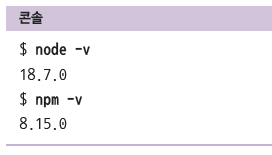 콘솔
$ node -v
18.7.0
$ npm -v
8.15.0